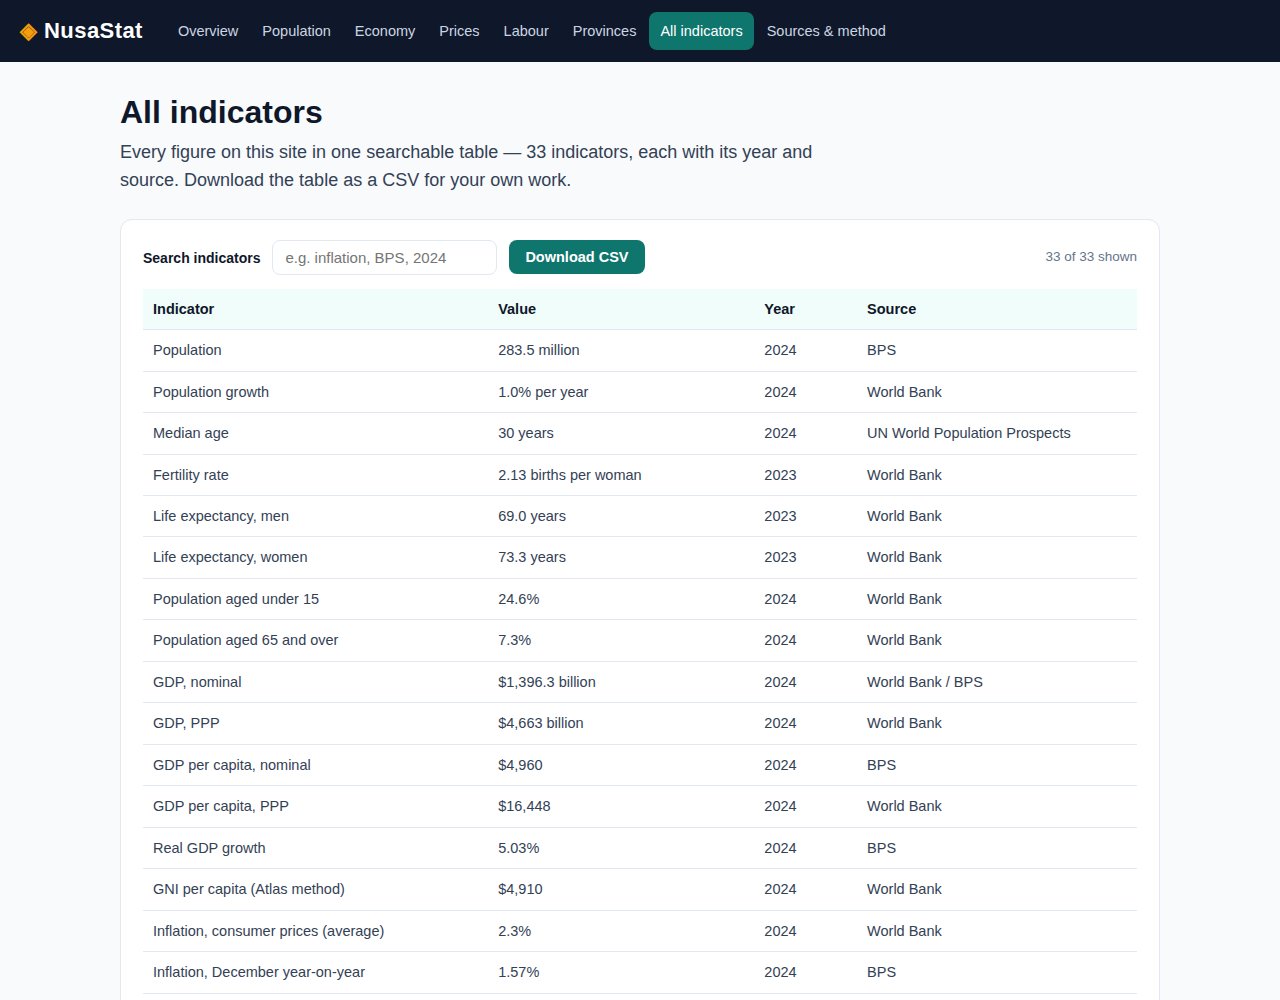 ◈ NusaStat Overview Population Economy Prices Labour Provinces All indicators Sources & method
All indicators
Every figure on this site in one searchable table — 33 indicators, each with its year and
source. Download the table as a CSV for your own work.
Search indicators e.g. inflation, BPS, 2024 Download CSV 33 of 33 shown
Indicator Value Year Source
Population 283.5 million 2024 BPS
Population growth 1.0% per year 2024 World Bank
Median age 30 years 2024 UN World Population Prospects
Fertility rate 2.13 births per woman 2023 World Bank
Life expectancy, men 69.0 years 2023 World Bank
Life expectancy, women 73.3 years 2023 World Bank
Population aged under 15 24.6% 2024 World Bank
Population aged 65 and over 7.3% 2024 World Bank
GDP, nominal $1,396.3 billion 2024 World Bank / BPS
GDP, PPP $4,663 billion 2024 World Bank
GDP per capita, nominal $4,960 2024 BPS
GDP per capita, PPP $16,448 2024 World Bank
Real GDP growth 5.03% 2024 BPS
GNI per capita (Atlas method) $4,910 2024 World Bank
Inflation, consumer prices (average) 2.3% 2024 World Bank
Inflation, December year-on-year 1.57% 2024 BPS